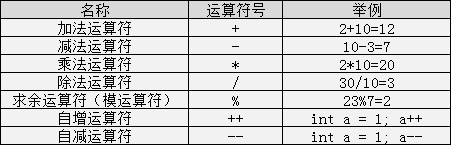 名称 运算符号 举例
加法运算符 + 2+10=12
减法运算符 - 10-3=7
乘法运算符 * 2*10=20
除法运算符 / 30/10=3
求余运算符（模运算符） % 23%7=2
自增运算符 ++ int a = 1; a++
自减运算符 -- int a = 1; a--